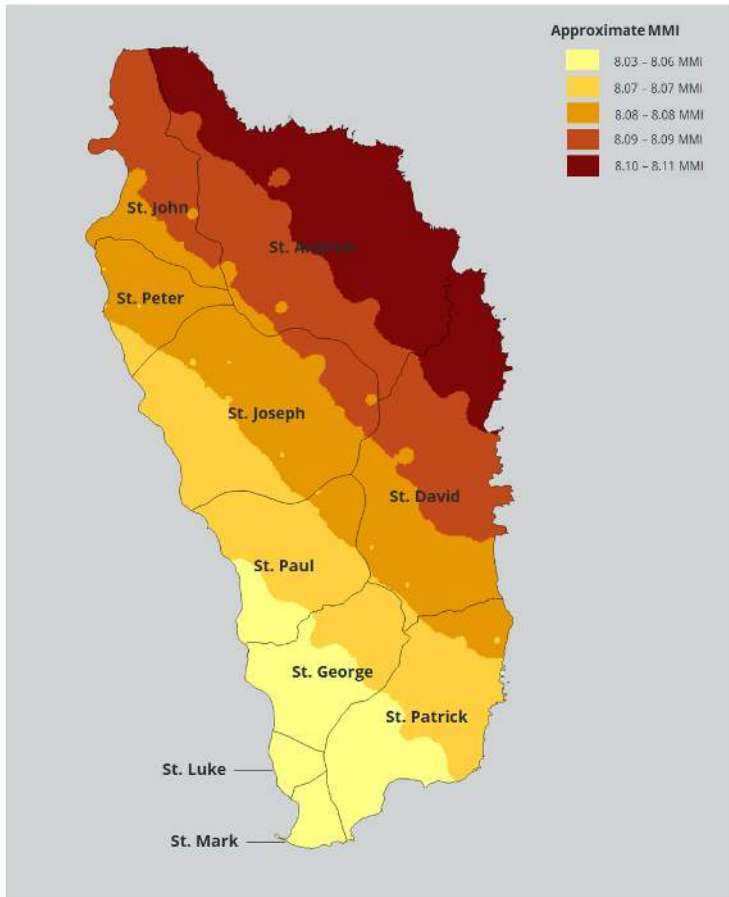 Approximate MMI
8.03 – 8.06 MMI
8.07 – 8.07 MMI
8.08 – 8.08 MMI
8.09 – 8.09 MMI
8.10 – 8.11 MMI
St. John
St. Andrew
St. Peter
St. Joseph
St. David
St. Paul
St. George
St. Patrick
St. Luke
St. Mark